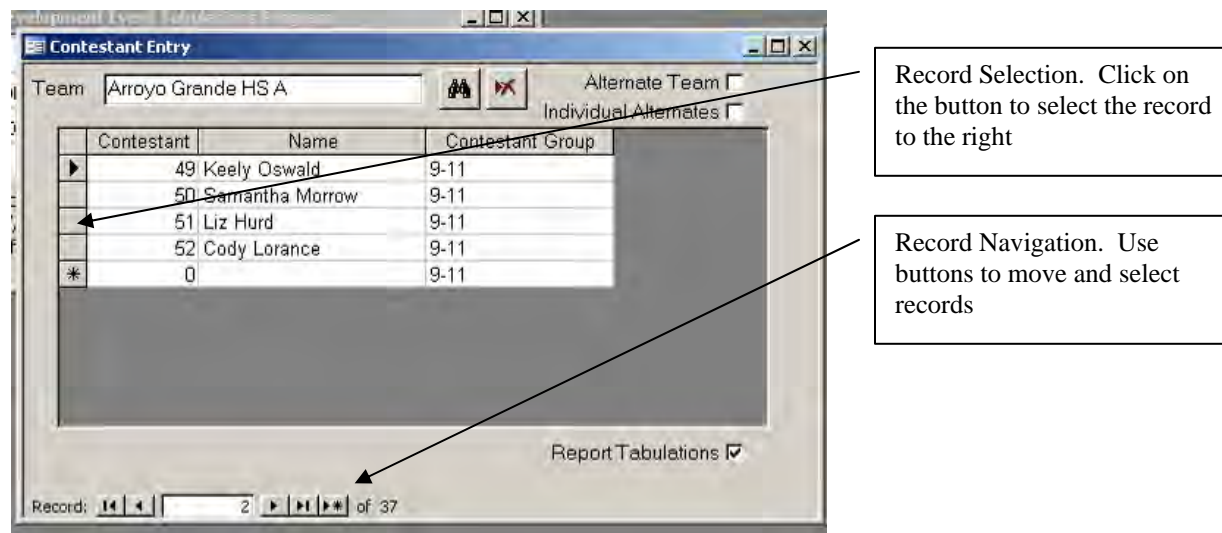 Contestant Entry
Team Arroyo Grande HS A
Alternate Team
Individual Alternates
Contestant Name Contestant Group
49 Keely Oswald 9-11
50 Samantha Morrow 9-11
51 Liz Hurd 9-11
52 Cody Lorance 9-11
* 0 9-11
Report Tabulations
Record: 2 of 37
Record Selection. Click on
the button to select the record
to the right
Record Navigation. Use
buttons to move and select
records